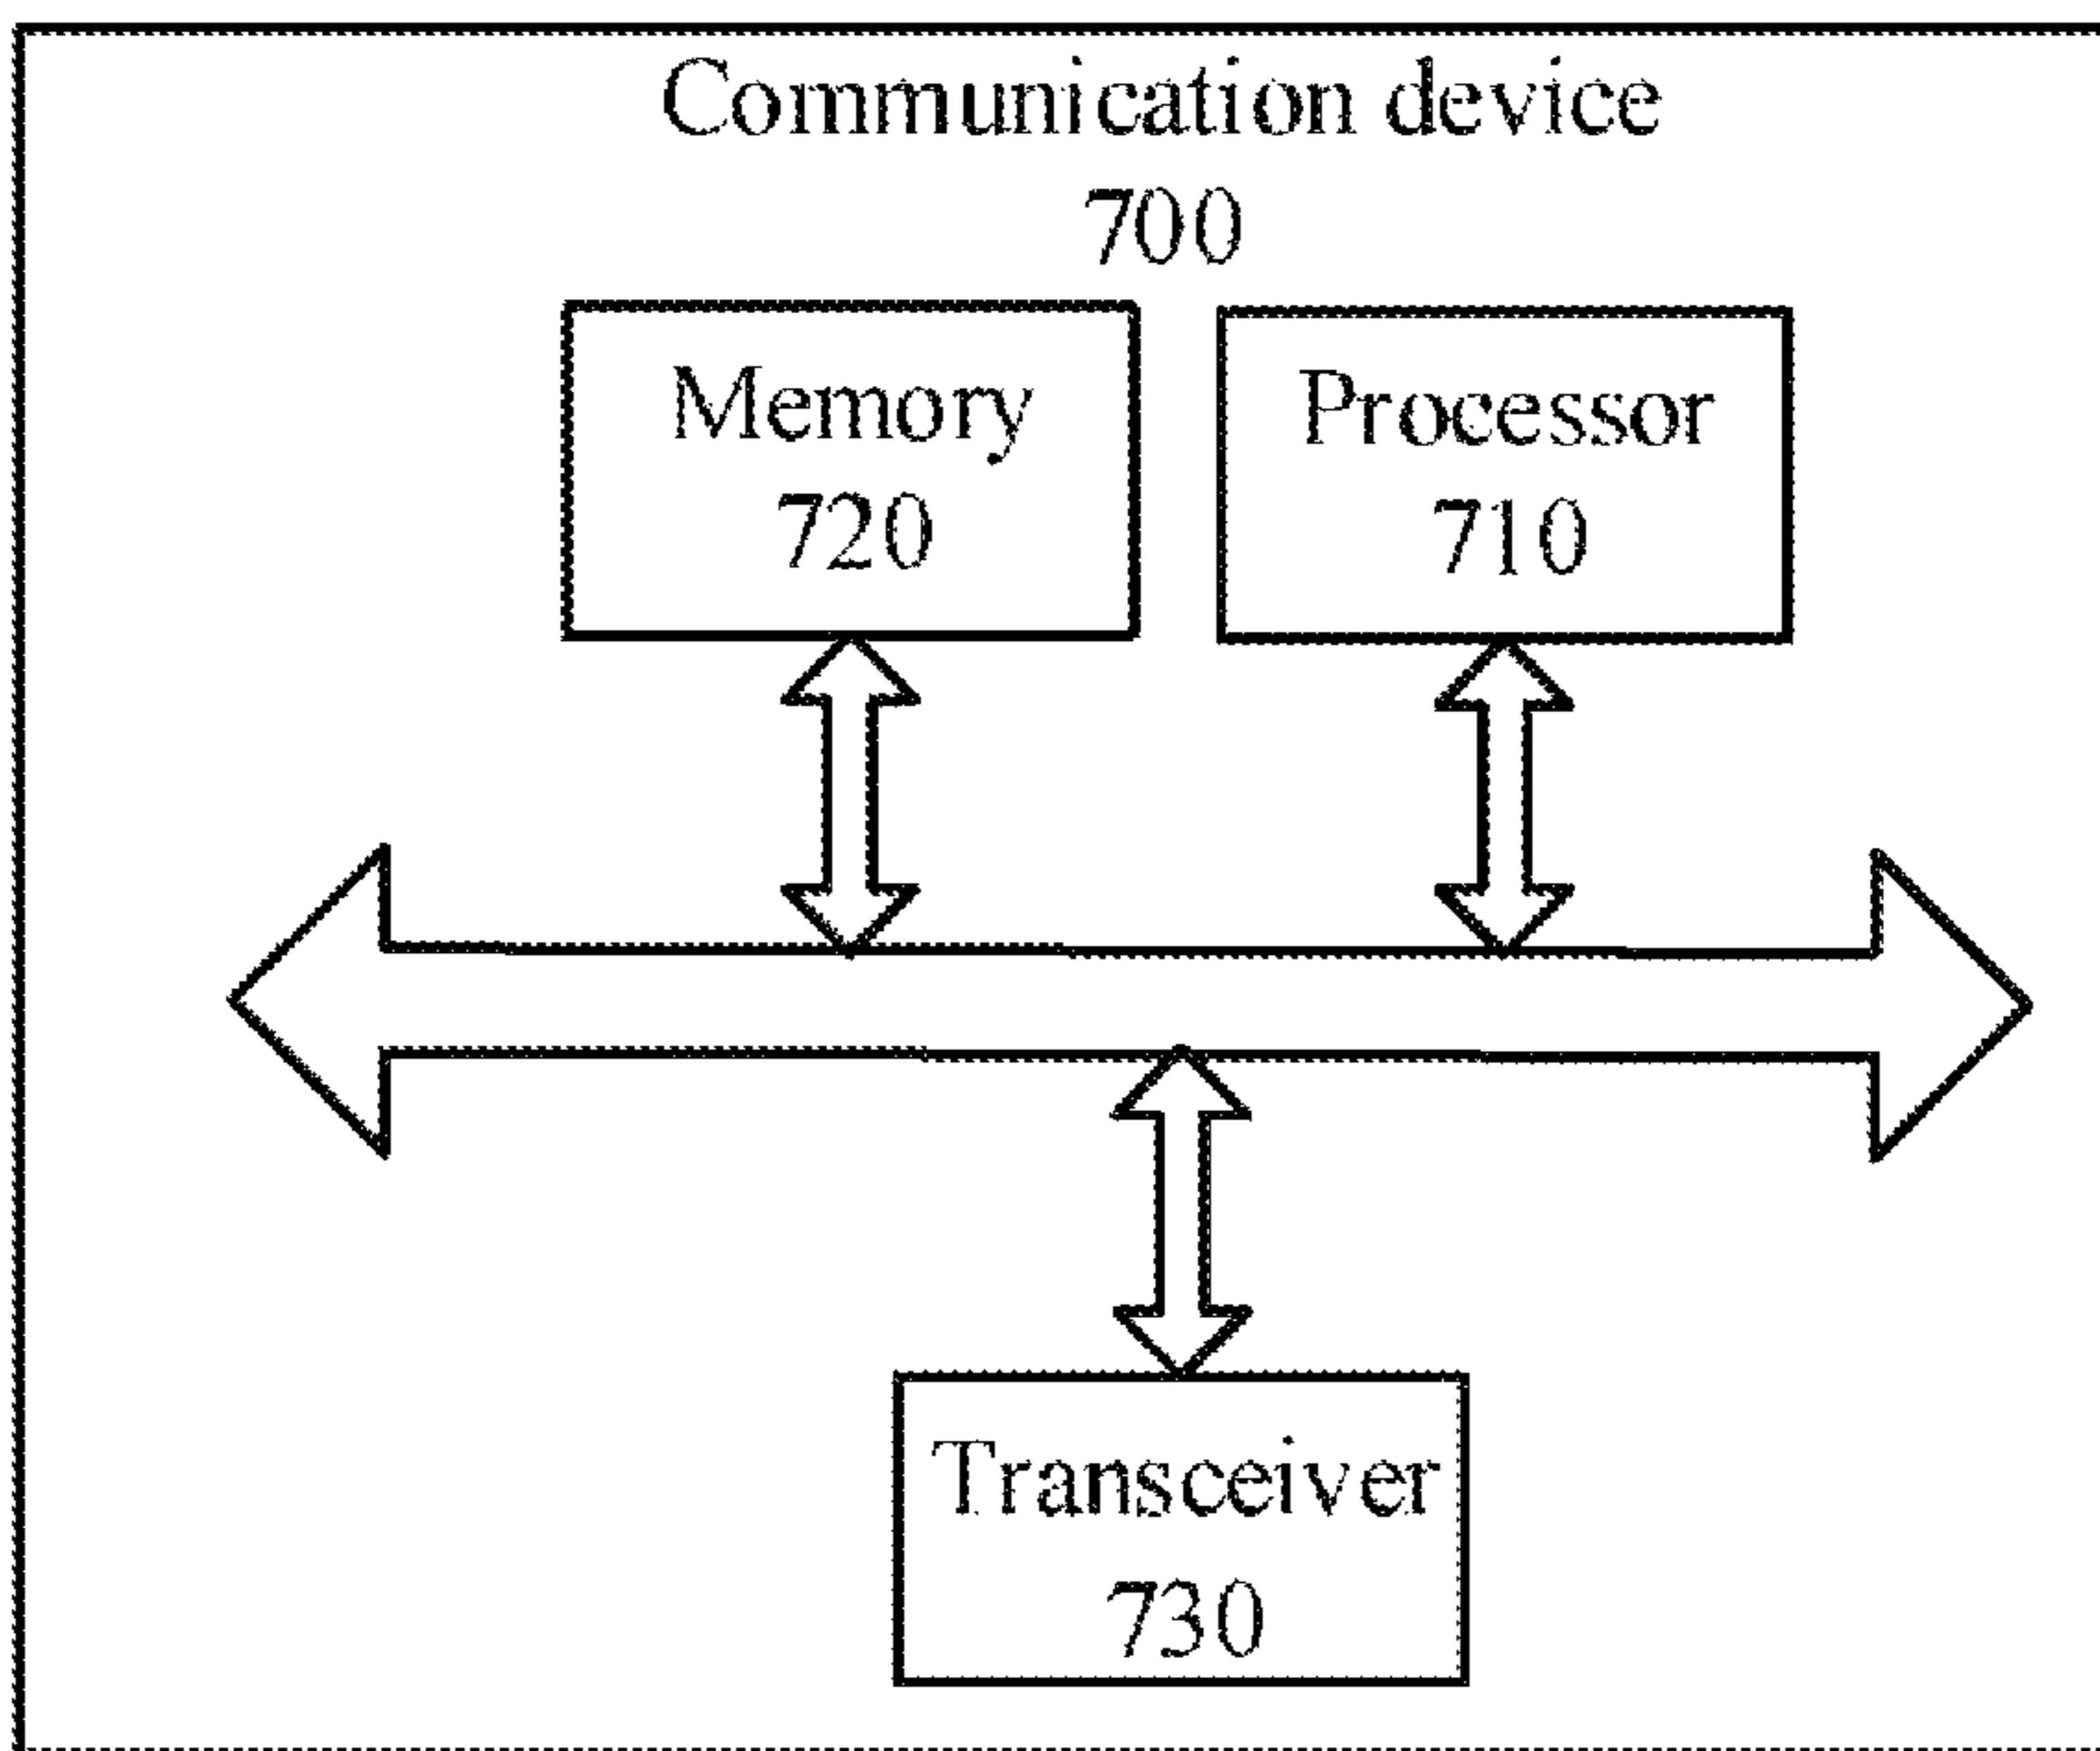 Communication device
700
Memory
720
Processor
710
Transceiver
730